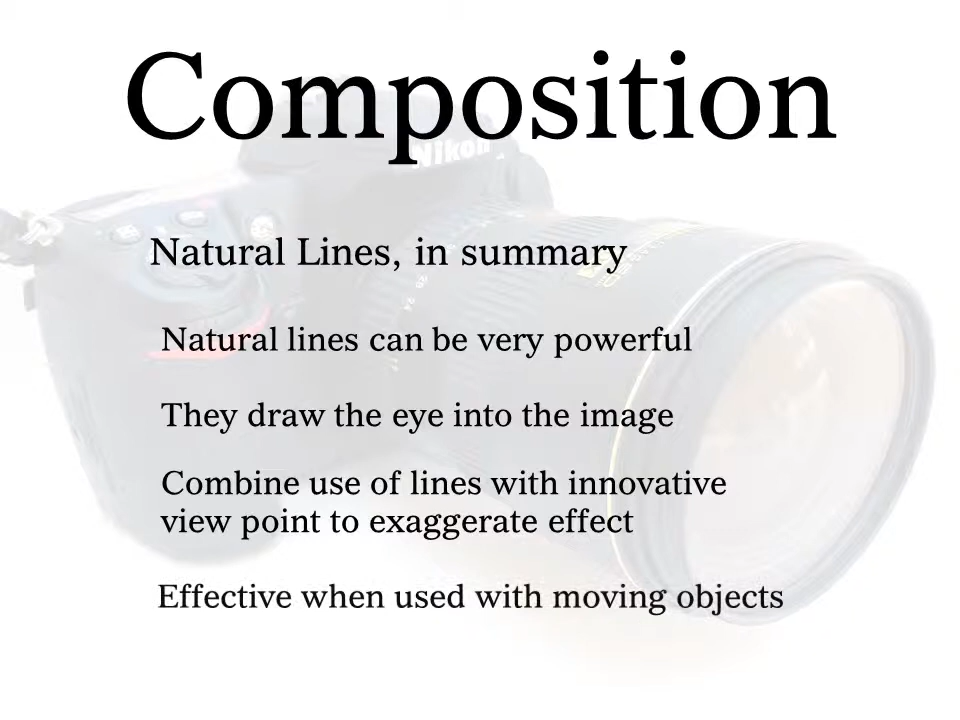 Composition
Nikon
Natural Lines, in summary
Natural lines can be very powerful
They draw the eye into the image
Combine use of lines with innovative
view point to exaggerate effect
Effective when used with moving objects